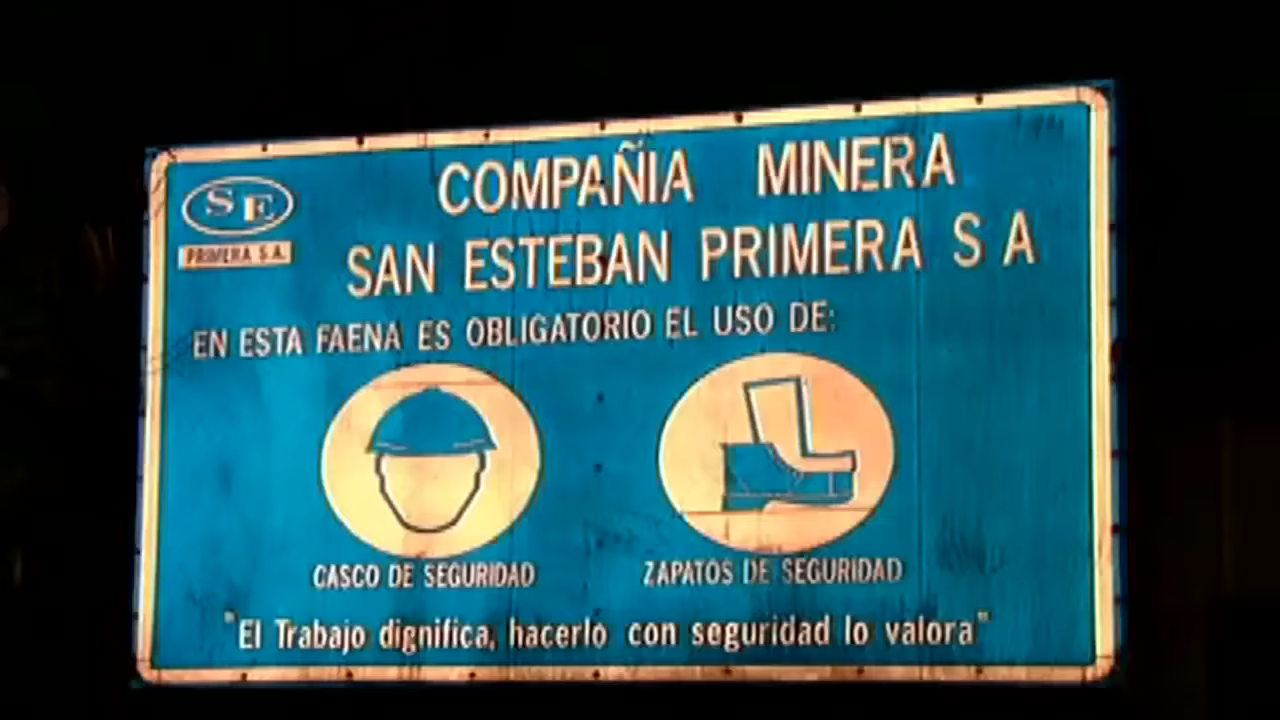 SE
PRIMERA S.A.
COMPAÑIA MINERA
SAN ESTEBAN PRIMERA S A
EN ESTA FAENA ES OBLIGATORIO EL USO DE:
CASCO DE SEGURIDAD
ZAPATOS DE SEGURIDAD
"El Trabajo dignifica, hacerlo con seguridad lo valora"